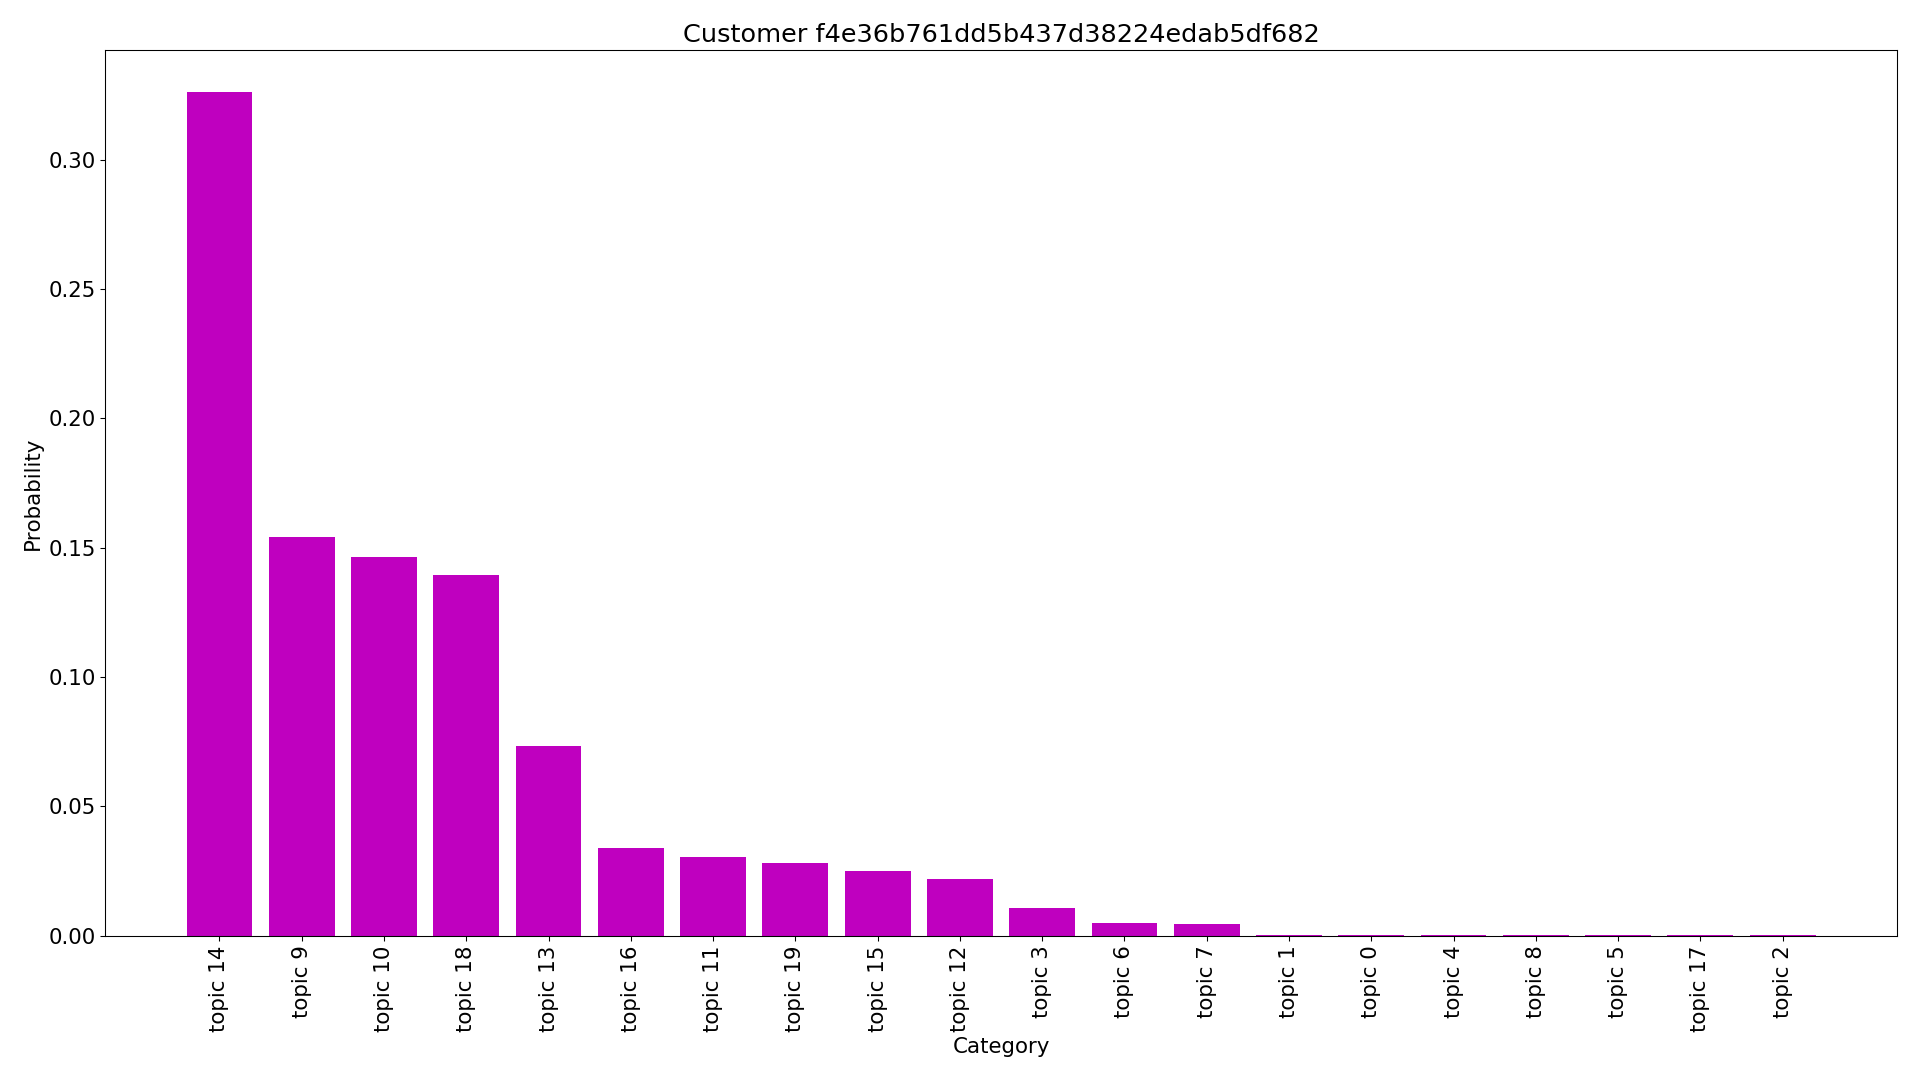 Customer f4e36b761dd5b437d38224edab5df682
Probability
0.30
0.25
0.20
0.15
0.10
0.05
0.00
topic 14
topic 9
topic 10
topic 18
topic 13
topic 16
topic 11
topic 19
topic 15
topic 12
topic 3
topic 6
topic 7
topic 1
topic 0
topic 4
topic 8
topic 5
topic 17
topic 2
Category